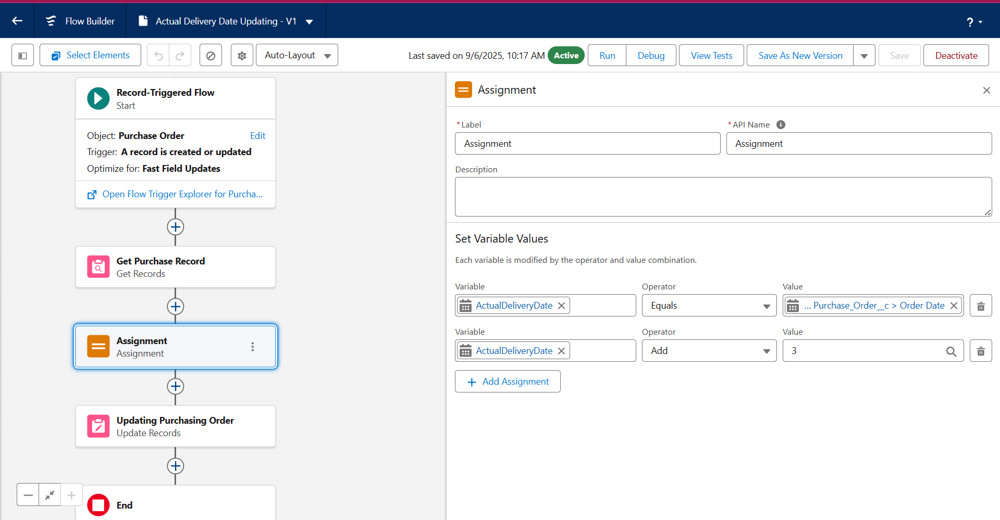 Flow Builder
Actual Delivery Date Updating - V1
?
Select Elements
Auto-Layout
Last saved on 9/6/2025, 10:17 AM
Active
Run
Debug
View Tests
Save As New Version
Save
Deactivate
Record-Triggered Flow
Start
Object: Purchase Order
Edit
Trigger: A record is created or updated
Optimize for: Fast Field Updates
Open Flow Trigger Explorer for Purcha...
Get Purchase Record
Get Records
Assignment
Assignment
Updating Purchasing Order
Update Records
End
Assignment
* Label
* API Name
Assignment
Assignment
Description
Set Variable Values
Each variable is modified by the operator and value combination.
Variable
Operator
Value
ActualDeliveryDate
Equals
... Purchase_Order__c > Order Date
Variable
Operator
Value
ActualDeliveryDate
Add
3
Add Assignment